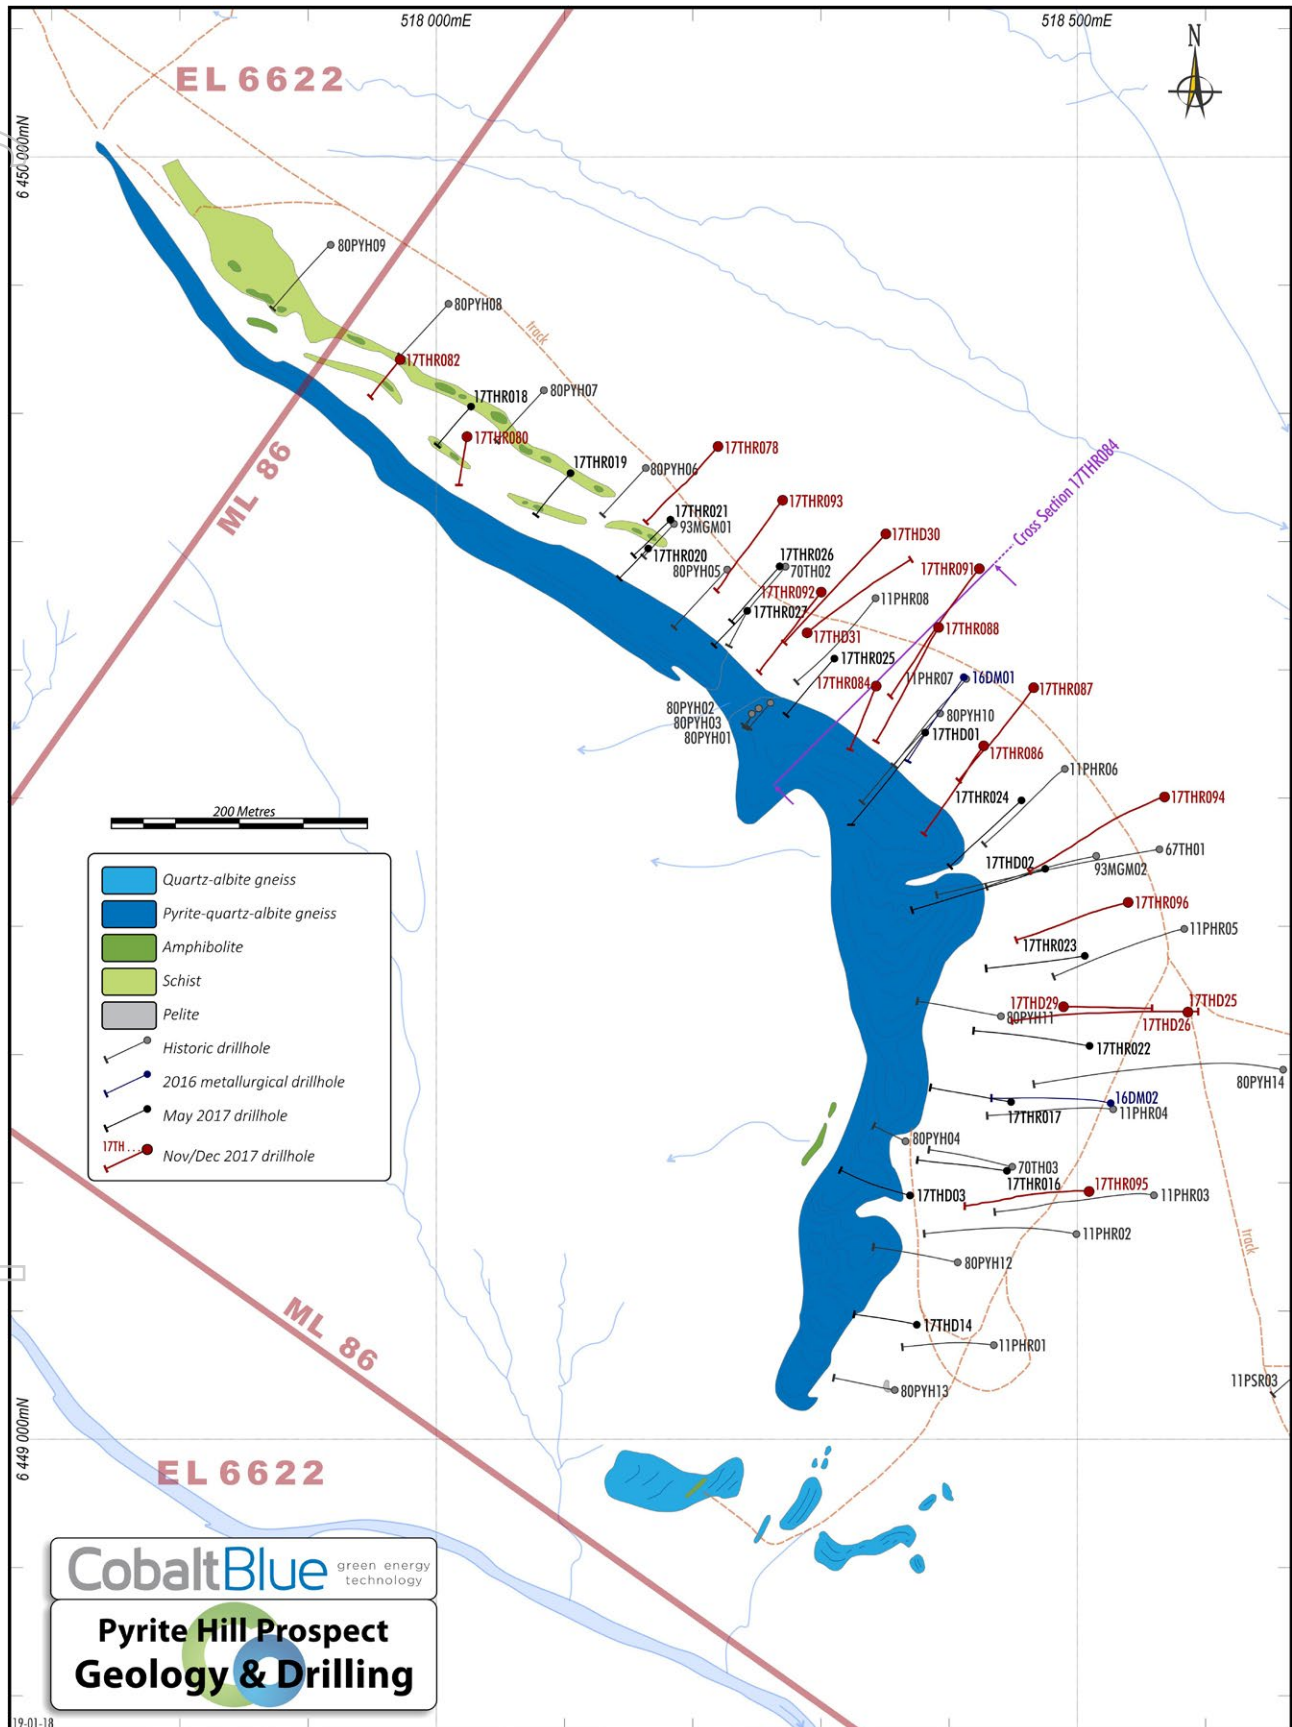 518 000mE
518 500mE
N
EL 6622
6 450 000mN
80PYH09
80PYH08
track
17THR082
17THR018
80PYH07
17THR080
17THR078
17THR019
80PYH06
ML 86
Cross Section 17THR084
17THR093
17THR021
93MGM01
17THD30
17THR020
17THR026
80PYH05
70TH02
17THR091
17THR092
11PHR08
17THR027
17THR088
17THD31
17THR025
11PHR07
16DM01
17THR084
17THR087
80PYH02
80PYH10
80PYH03
17THD01
80PYH01
17THR086
11PHR06
17THR024
17THR094
200 Metres
67TH01
17THD02
93MGM02
Quartz-albite gneiss
17THR096
Pyrite-quartz-albite gneiss
11PHR05
Amphibolite
17THR023
Schist
17THD29
17THD25
Pelite
80PYH11
17THD26
Historic drillhole
17THR022
2016 metallurgical drillhole
80PYH14
May 2017 drillhole
16DM02
17THR017
11PHR04
17TH...
Nov/Dec 2017 drillhole
80PYH04
70TH03
17THR016
17THR095
17THD03
11PHR03
11PHR02
track
80PYH12
ML 86
17THD14
11PHR01
11PSR03
80PYH13
6 449 000mN
EL 6622
CobaltBlue
green energy
technology
Pyrite Hill Prospect
Geology & Drilling
19-01-18